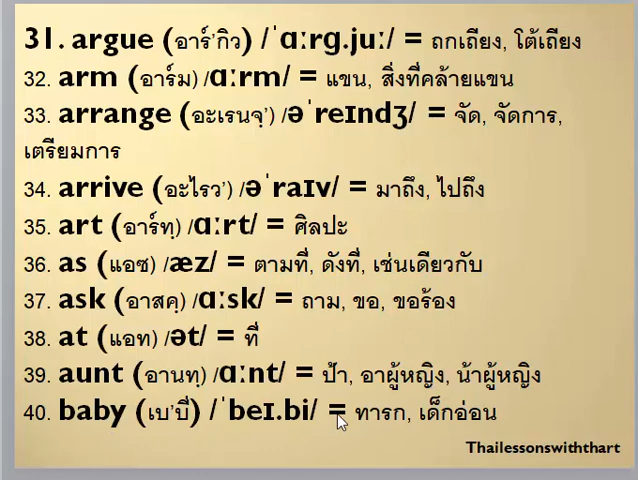 31. argue (อาร์'กิว) /ˈɑːrɡ.juː/ = ถกเถียง, โต้เถียง
32. arm (อาร์ม) /ɑːrm/ = แขน, สิ่งที่คล้ายแขน
33. arrange (อะเรนจฺ') /əˈreɪndʒ/ = จัด, จัดการ,
เตรียมการ
34. arrive (อะไรว') /əˈraɪv/ = มาถึง, ไปถึง
35. art (อาร์ทฺ) /ɑːrt/ = ศิลปะ
36. as (แอซ) /æz/ = ตามที่, ดังที่, เช่นเดียวกับ
37. ask (อาสคฺ) /ɑːsk/ = ถาม, ขอ, ขอร้อง
38. at (แอท) /ət/ = ที่
39. aunt (อานทฺ) /ɑːnt/ = ป้า, อาผู้หญิง, น้าผู้หญิง
40. baby (เบ'บี่) /ˈbeɪ.bi/ = ทารก, เด็กอ่อน
Thailessonswiththart